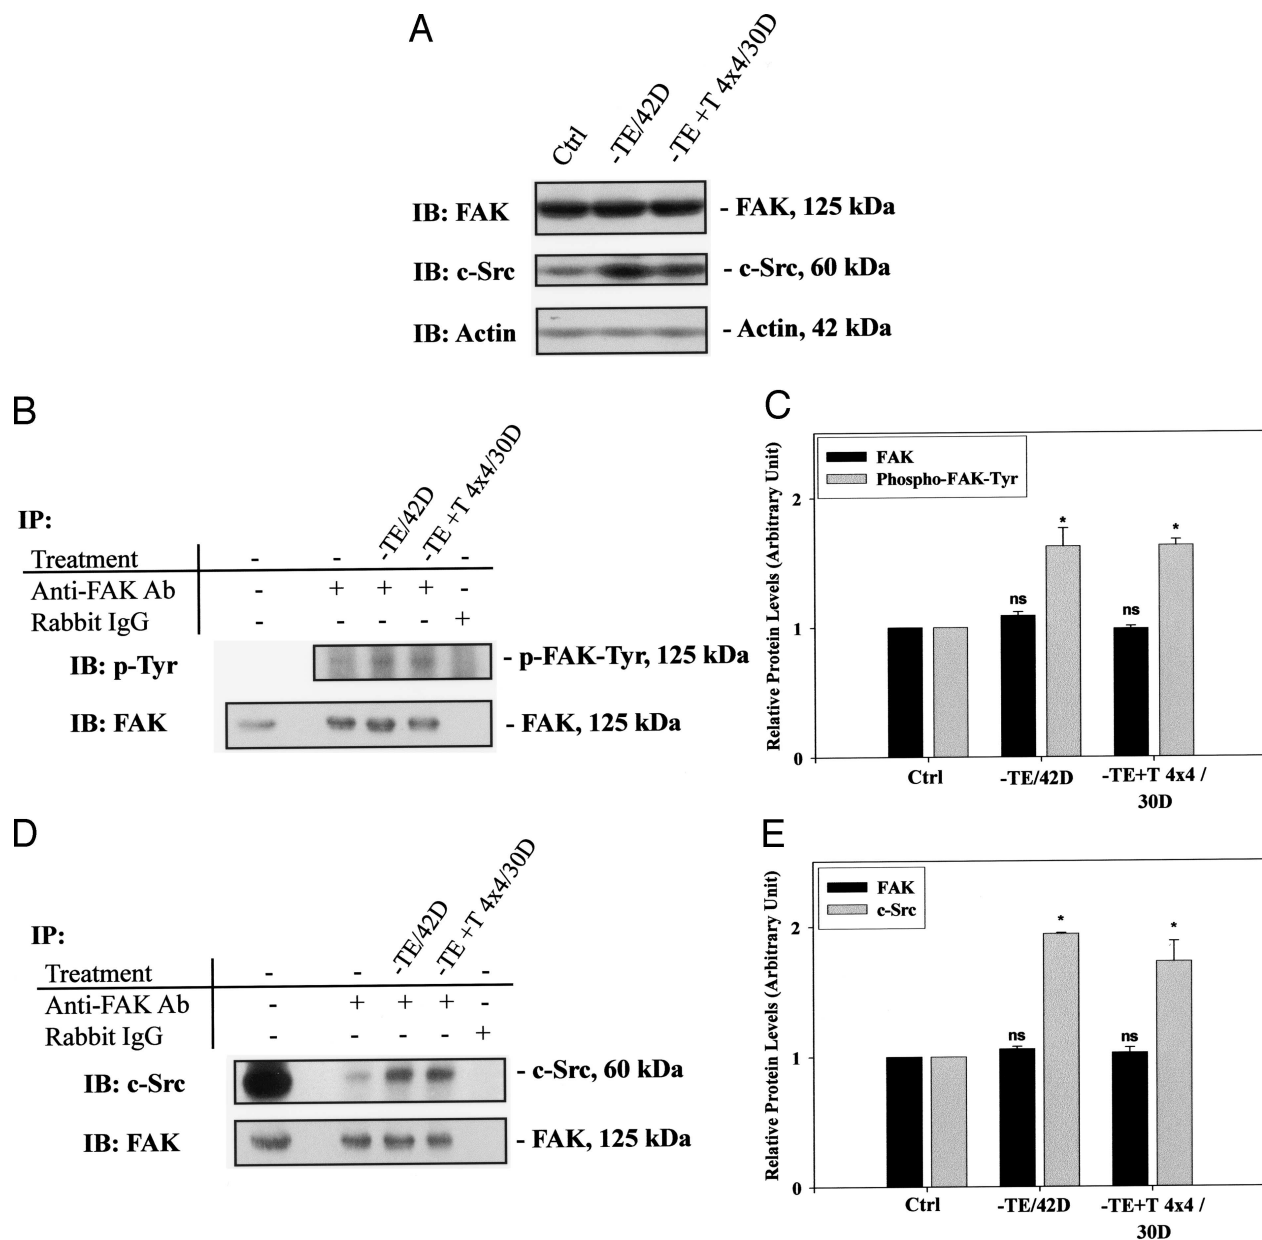 A
Ctrl
-TE/42D
-TE +T 4x4/30D
IB: FAK
- FAK, 125 kDa
IB: c-Src
- c-Src, 60 kDa
IB: Actin
- Actin, 42 kDa
B
-TE/42D
-TE +T 4x4/30D
IP:
Treatment - - -
Anti-FAK Ab - + + + -
Rabbit IgG - - - - +
IB: p-Tyr
- p-FAK-Tyr, 125 kDa
IB: FAK
- FAK, 125 kDa
C
Relative Protein Levels (Arbitrary Unit)
FAK
Phospho-FAK-Tyr
2
1
0
ns
*
ns
*
Ctrl
-TE/42D
-TE+T 4x4 /
30D
D
-TE/42D
-TE +T 4x4/30D
IP:
Treatment - - -
Anti-FAK Ab - + + + -
Rabbit IgG - - - - +
IB: c-Src
- c-Src, 60 kDa
IB: FAK
- FAK, 125 kDa
E
Relative Protein Levels (Arbitrary Unit)
FAK
c-Src
2
1
0
ns
*
ns
*
Ctrl
-TE/42D
-TE+T 4x4 /
30D